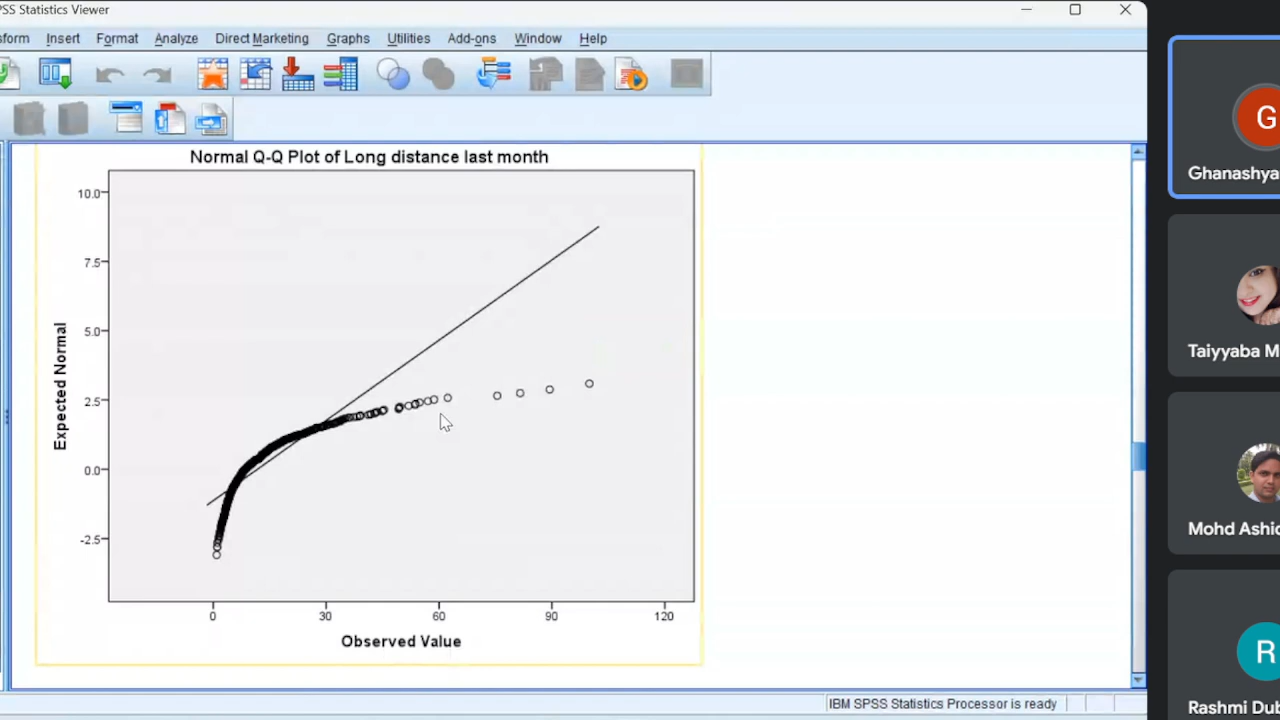 PSS Statistics Viewer
sform Insert Format Analyze Direct Marketing Graphs Utilities Add-ons Window Help
Normal Q-Q Plot of Long distance last month
10.0
7.5
5.0
2.5
0.0
-2.5
Expected Normal
0 30 60 90 120
Observed Value
IBM SPSS Statistics Processor is ready
G
Ghanashya
Taiyyaba M
Mohd Ashic
R
Rashmi Dub